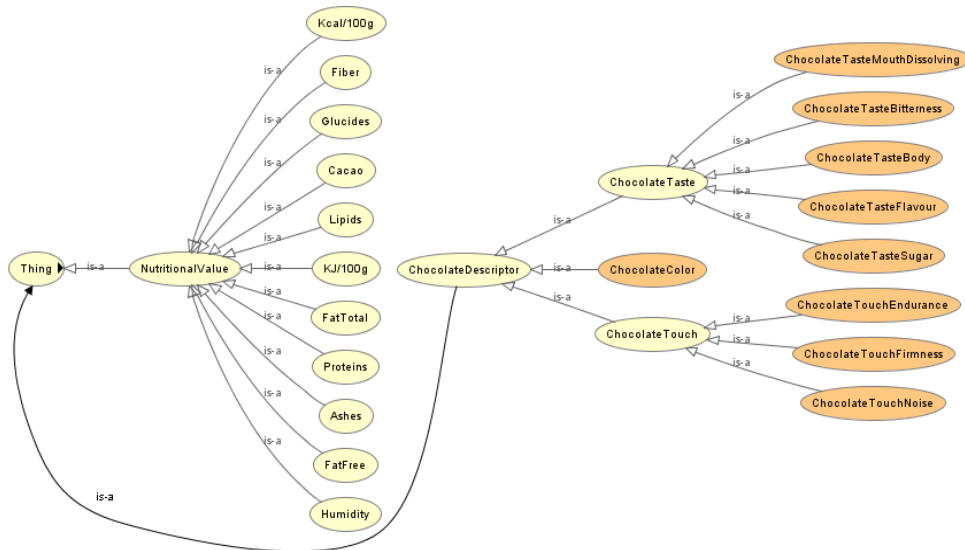 Kcal/100g
is-a
Fiber
is-a
Glucides
is-a
Cacao
is-a
Lipids
is-a
Thing
is-a
NutritionalValue
is-a
KJ/100g
is-a
FatTotal
is-a
Proteins
is-a
Ashes
is-a
FatFree
is-a
Humidity
is-a
ChocolateDescriptor
is-a
ChocolateTaste
is-a
ChocolateTasteMouthDissolving
is-a
ChocolateTasteBitterness
is-a
ChocolateTasteBody
is-a
ChocolateTasteFlavour
is-a
ChocolateTasteSugar
is-a
ChocolateColor
is-a
ChocolateTouch
is-a
ChocolateTouchEndurance
is-a
ChocolateTouchFirmness
is-a
ChocolateTouchNoise
is-a